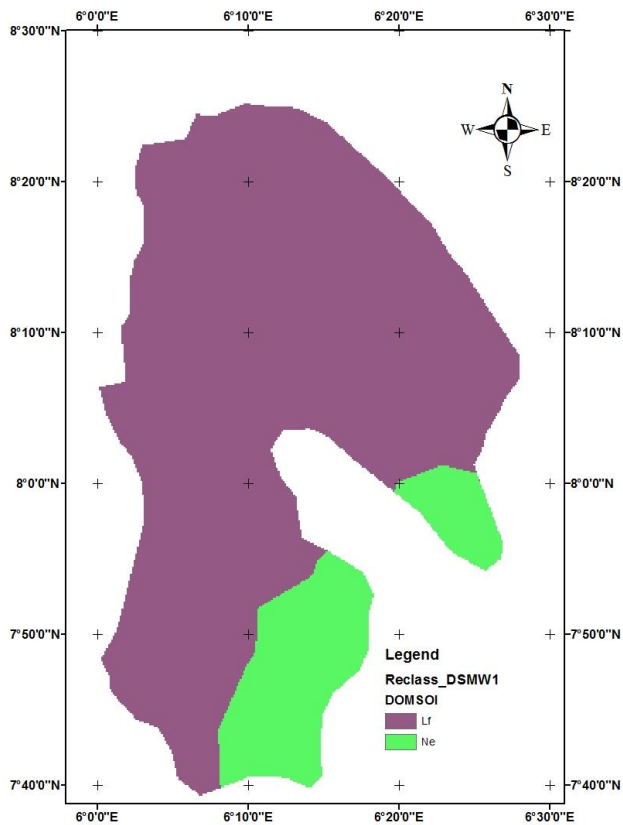 6°0'0"N 6°10'0"E 6°20'0"N 6°30'0"N
8°30'0"N 8°30'0"N
N
W E
S
8°20'0"N 8°20'0"N
8°10'0"N 8°10'0"N
8°0'0"N 8°0'0"N
7°50'0"N 7°50'0"N
Legend
Reclass_DSMW1
DOMSOI
Lf
Ne
7°40'0"N 7°40'0"N
6°0'0"E 6°10'0"E 6°20'0"E 6°30'0"E